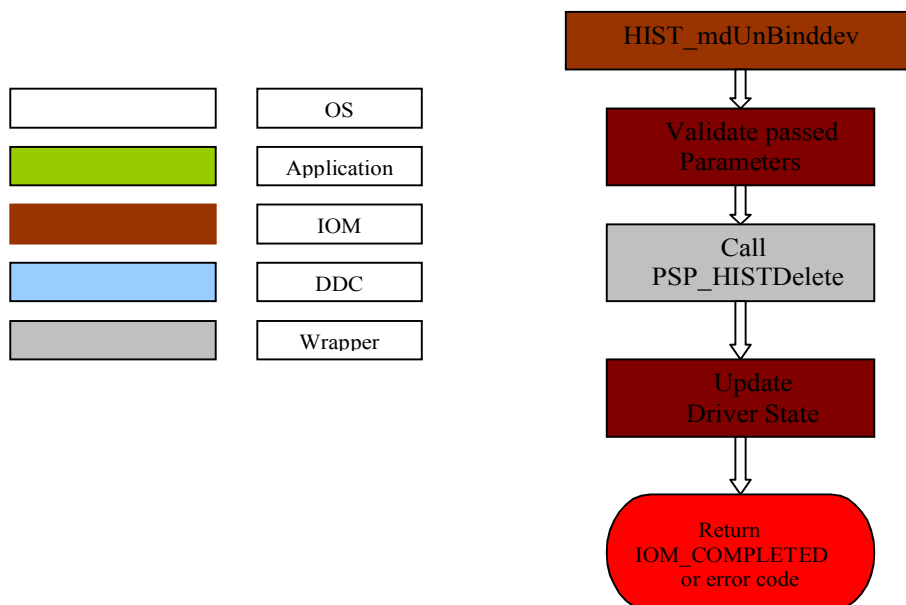 HIST_mdUnBinddev
OS
Application
IOM
DDC
Wrapper
Validate passed
Parameters
Call
PSP_HISTDelete
Update
Driver State
Return
IOM_COMPLETED
or error code